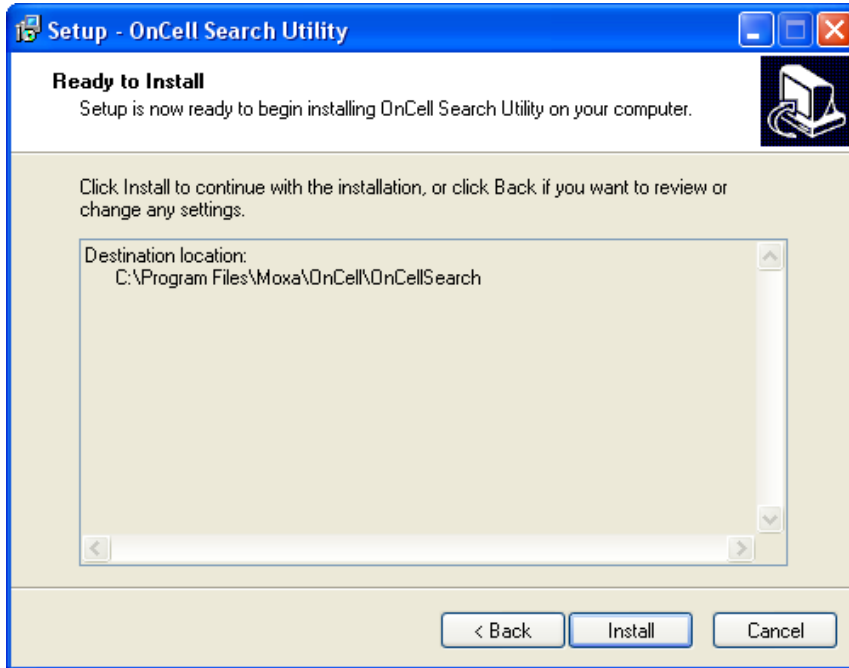 Setup - OnCell Search Utility
Ready to Install
Setup is now ready to begin installing OnCell Search Utility on your computer.
Click Install to continue with the installation, or click Back if you want to review or
change any settings.
Destination location:
C:\Program Files\Moxa\OnCell\OnCellSearch
< Back
Install
Cancel